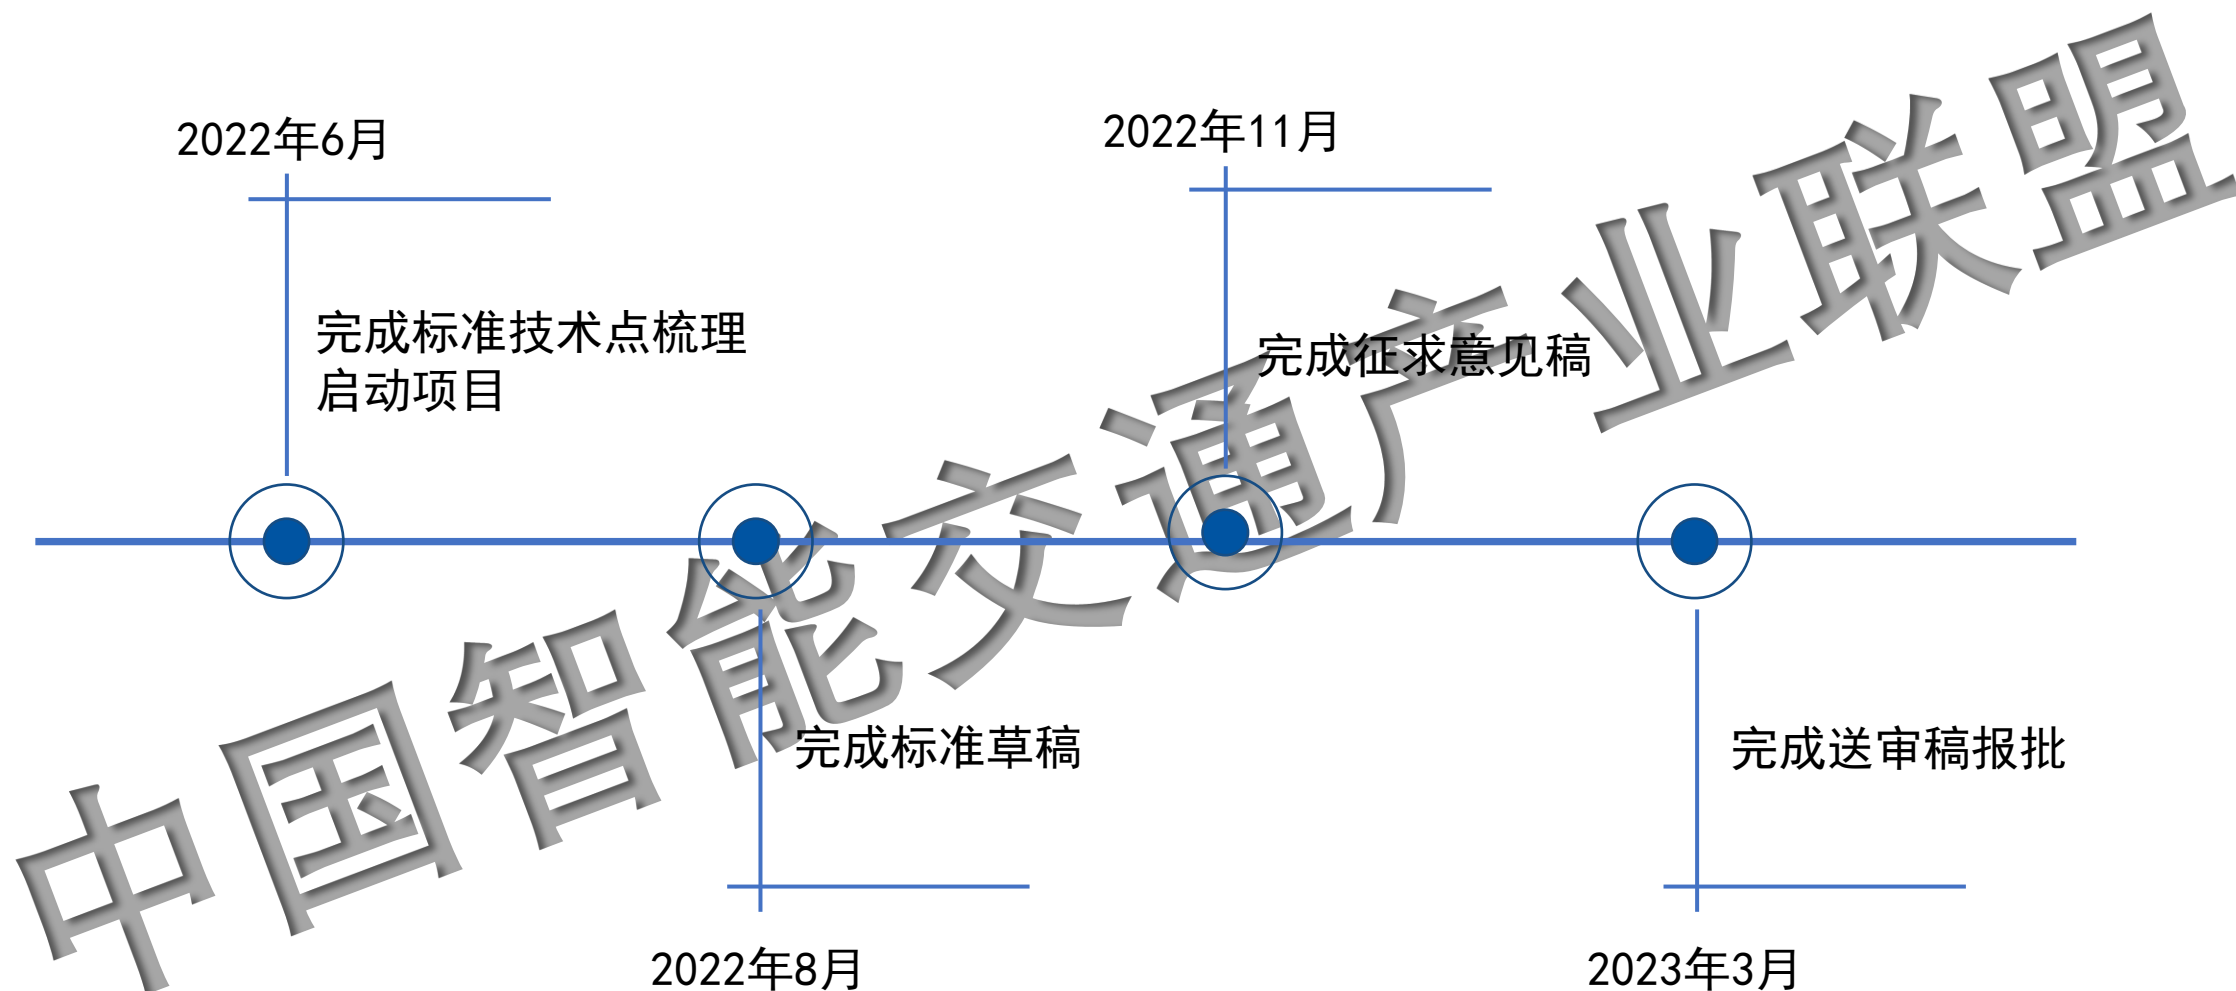 2022年6月
2022年11月
完成标准技术点梳理
启动项目
完成征求意见稿
完成标准草稿
完成送审稿报批
2022年8月
2023年3月
中国智能交通产业联盟